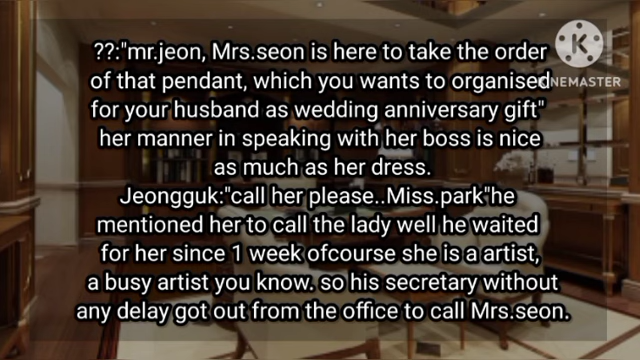 ??:"mr.jeon, Mrs.seon is here to take the order
of that pendant, which you wants to organised
for your husband as wedding anniversary gift"
her manner in speaking with her boss is nice
as much as her dress.
Jeongguk:"call her please..Miss.park"he
mentioned her to call the lady well he waited
for her since 1 week ofcourse she is a artist,
a busy artist you know. so his secretary without
any delay got out from the office to call Mrs.seon.
K
KINEMASTER